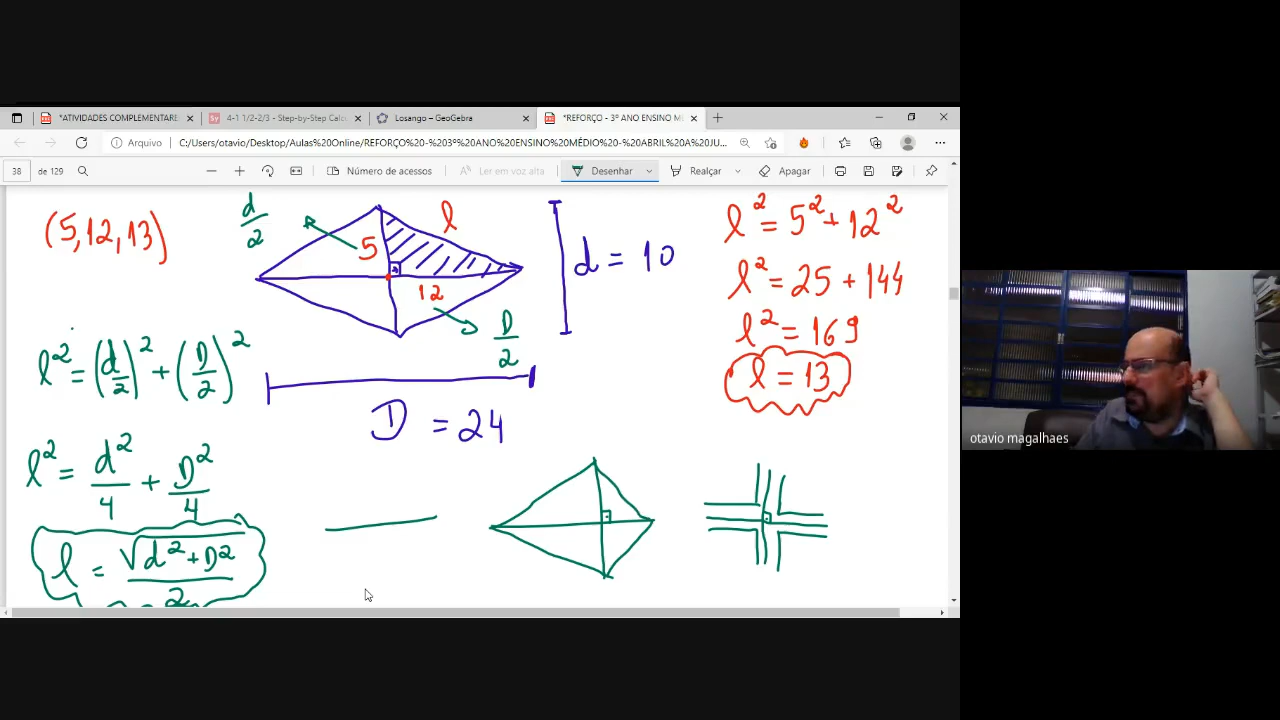 *ATIVIDADES COMPLEMENTARE
4-1 1/2-2/3 - Step-by-Step Calcu
Losango – GeoGebra
*REFORÇO - 3º ANO ENSINO MÉ
Arquivo
C:/Users/otavio/Desktop/Aulas%20Online/REFORÇO%20-%203º%20ANO%20ENSINO%20MÉDIO%20-%20ABRIL%20A%20JU...
38 de 129
Número de acessos
Ler em voz alta
Desenhar
Realçar
Apagar
(5,12,13)
d/2
l
5
12
D/2
d = 10
D = 24
l² = 5² + 12²
l² = 25 + 144
l² = 169
l = 13
l² = (d/2)² + (D/2)²
l² = d²/4 + D²/4
l = √d² + D²/2
otavio magalhaes